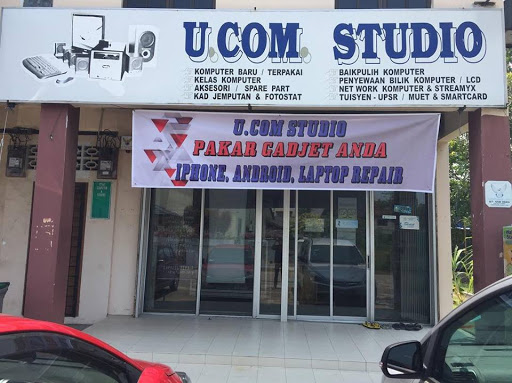 U.COM. STUDIO
KOMPUTER BARU / TERPAKAI
KELAS KOMPUTER
AKSESORI / SPARE PART
KAD JEMPUTAN & FOTOSTAT
BAIKPULIH KOMPUTER
PENYEWAAN BILIK KOMPUTER / LCD
NET WORK KOMPUTER & STREAMYX
TUISYEN - UPSR / MUET & SMARTCARD
U.COM STUDIO
PAKAR GADJET ANDA
IPHONE, ANDROID, LAPTOP REPAIR